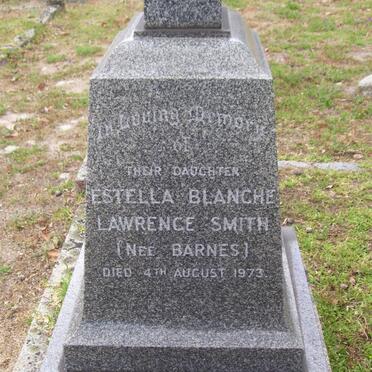 In Loving Memory
of
THEIR DAUGHTER
ESTELLA BLANCHE
LAWRENCE SMITH
(NEE BARNES)
DIED 4TH AUGUST 1973.